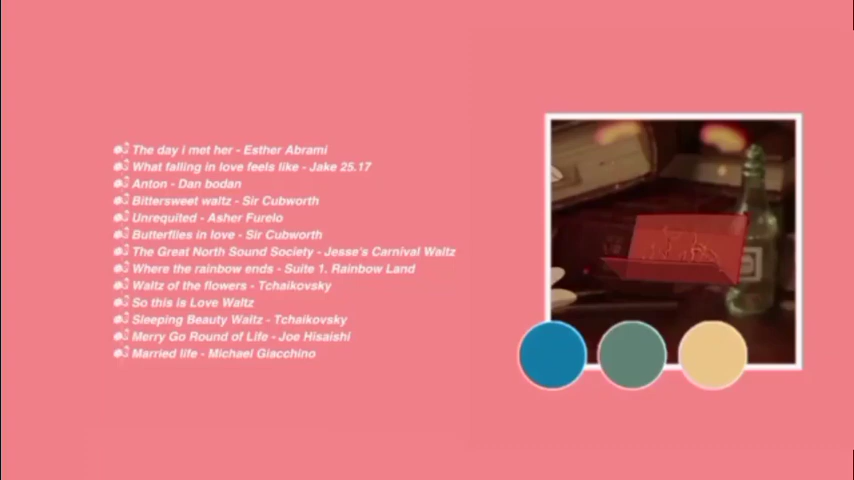 The day i met her - Esther Abrami
What falling in love feels like - Jake 25.17
Anton - Dan bodan
Bittersweet waltz - Sir Cubworth
Unrequited - Asher Furelo
Butterflies in love - Sir Cubworth
The Great North Sound Society - Jesse's Carnival Waltz
Where the rainbow ends - Suite 1. Rainbow Land
Waltz of the flowers - Tchaikovsky
So this is Love Waltz
Sleeping Beauty Waltz - Tchaikovsky
Merry Go Round of Life - Joe Hisaishi
Married life - Michael Giacchino